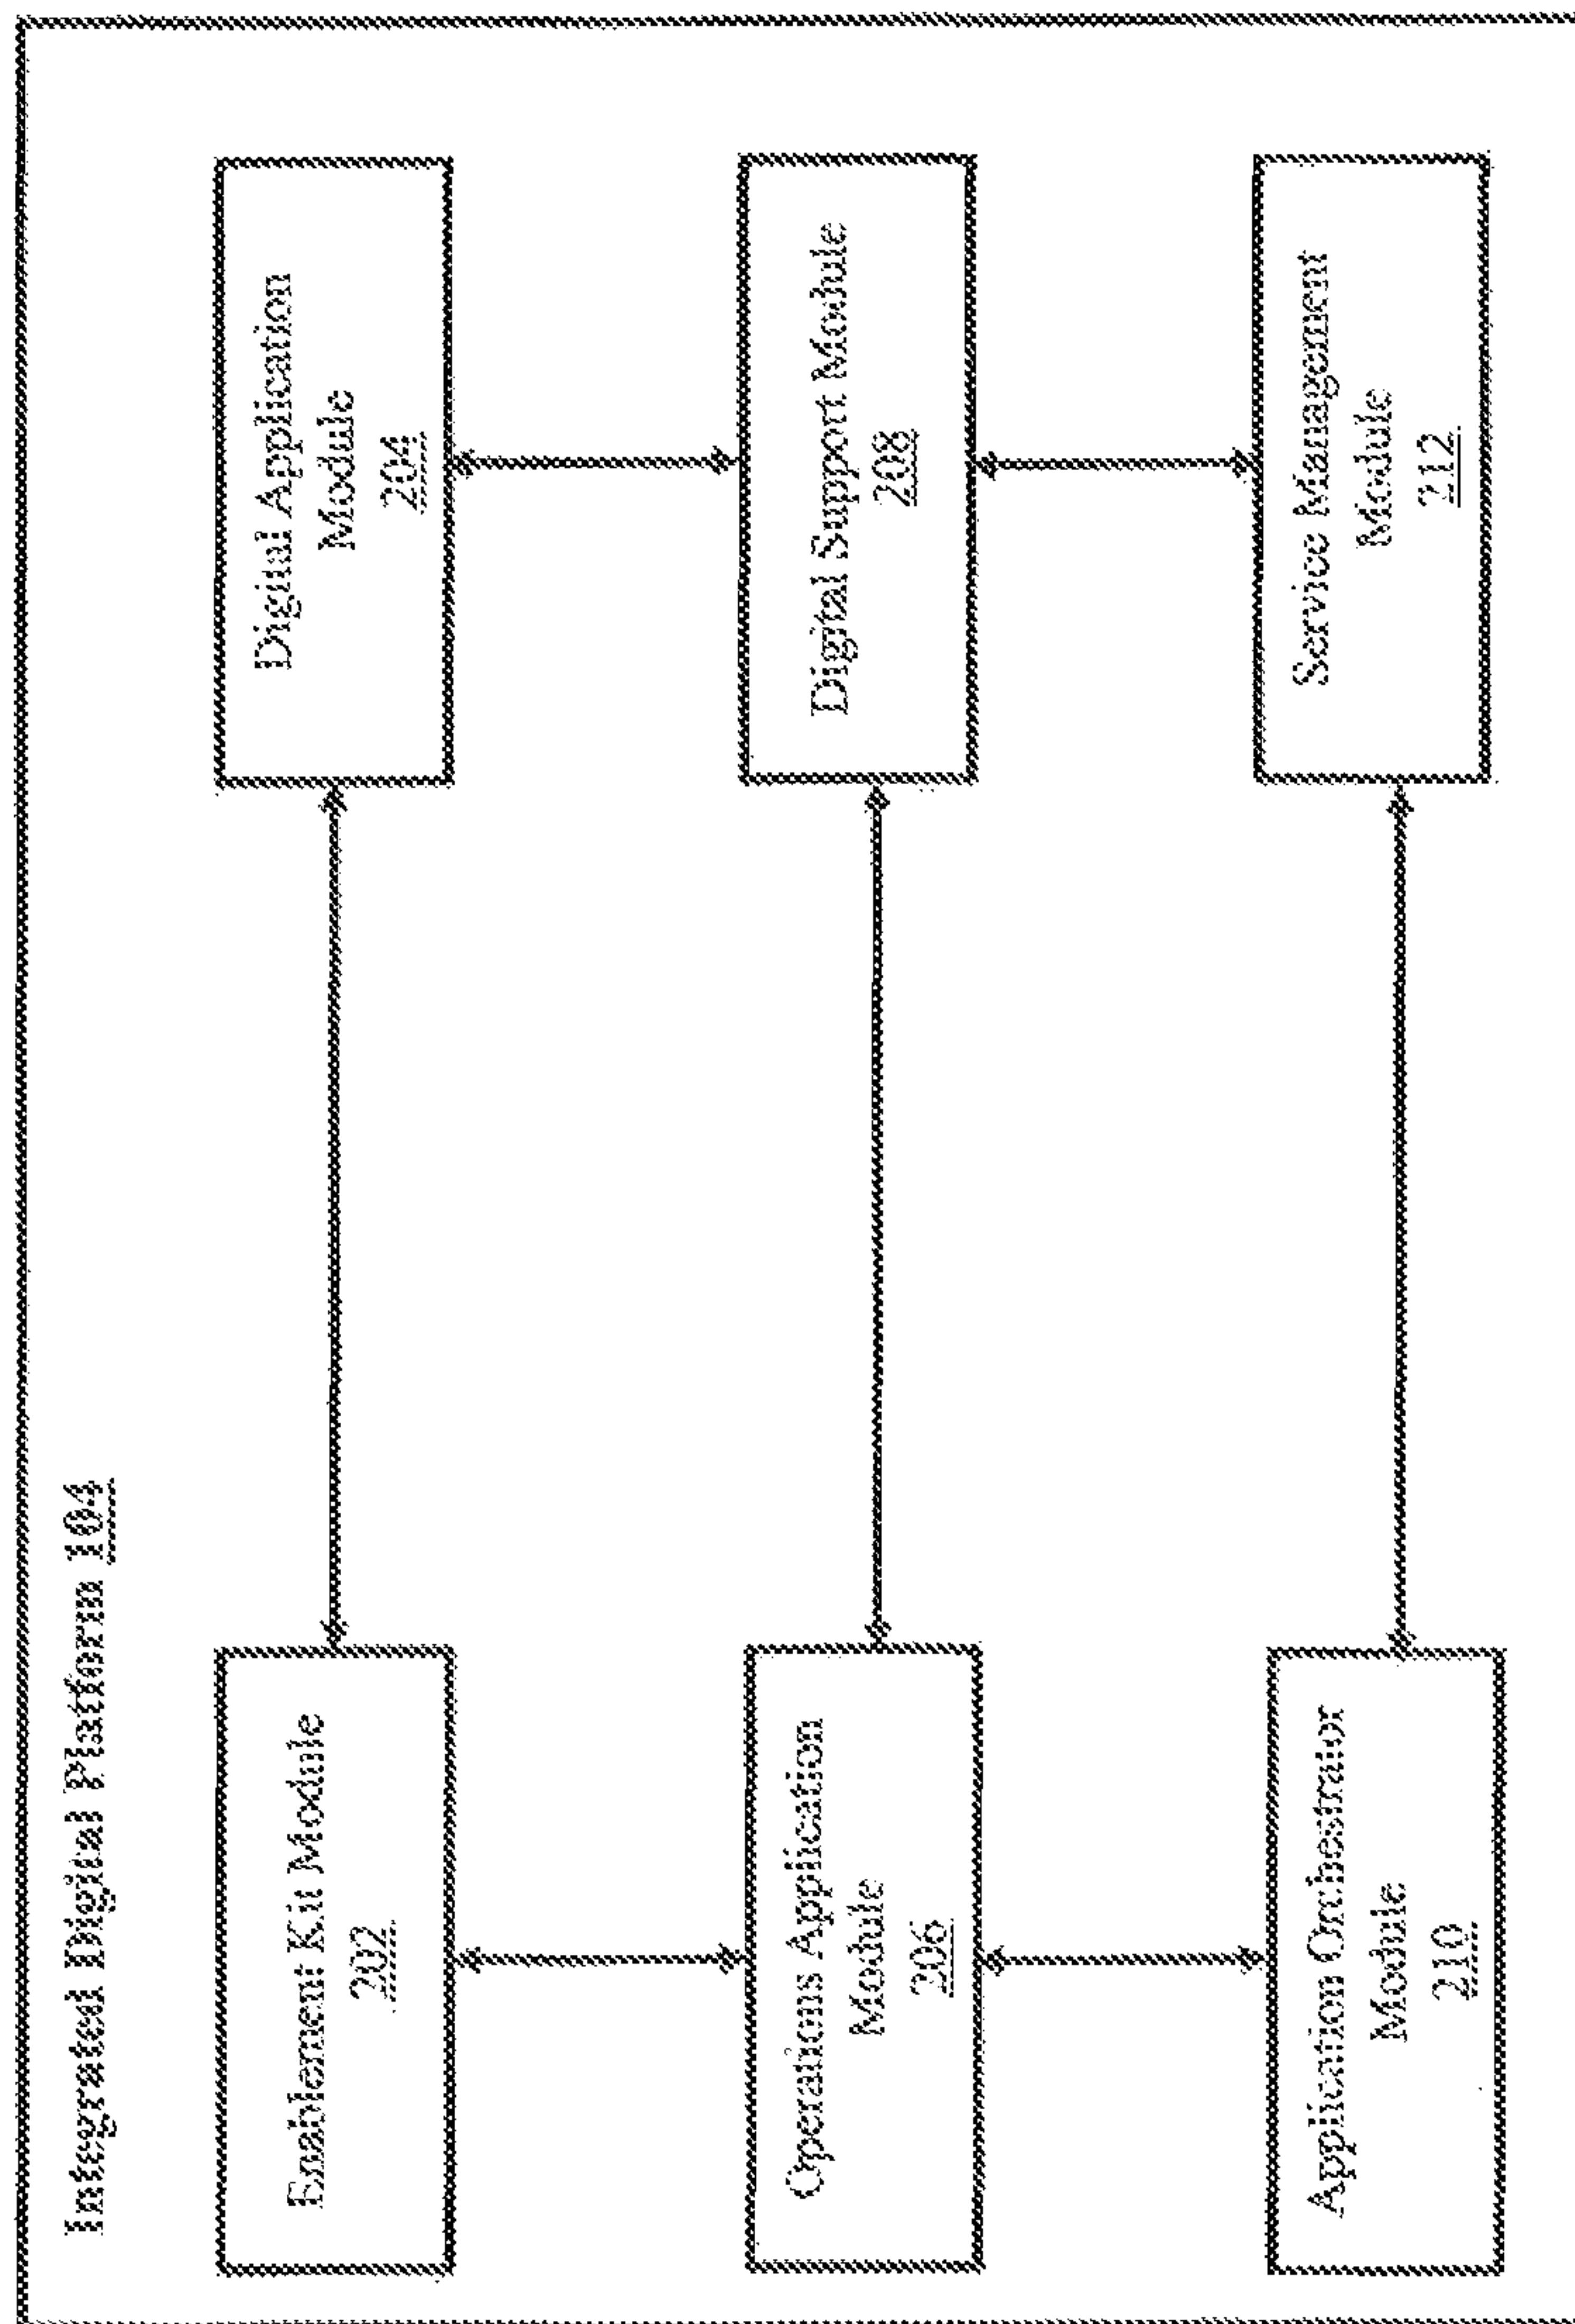 Integrated Digital Platform 104
Enablement Kit Module
202
Digital Application
Module
204
Operations Application
Module
206
Digital Support Module
208
Application Orchestrator
Module
210
Service Management
Module
212